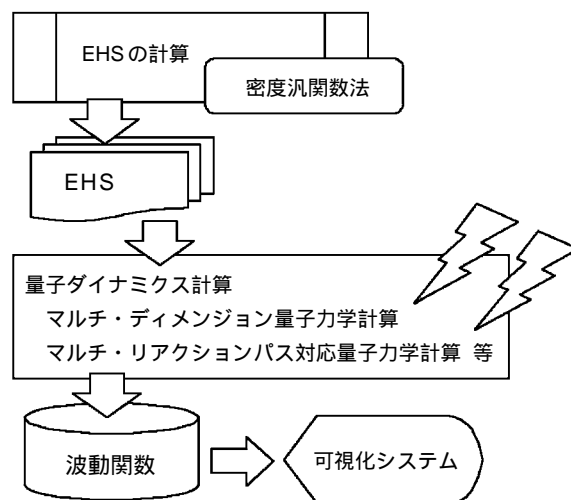 EHSの計算
密度汎関数法
EHS
量子ダイナミクス計算
マルチ・ディメンジョン量子力学計算
マルチ・リアクションパス対応量子力学計算 等
波動関数
可視化システム